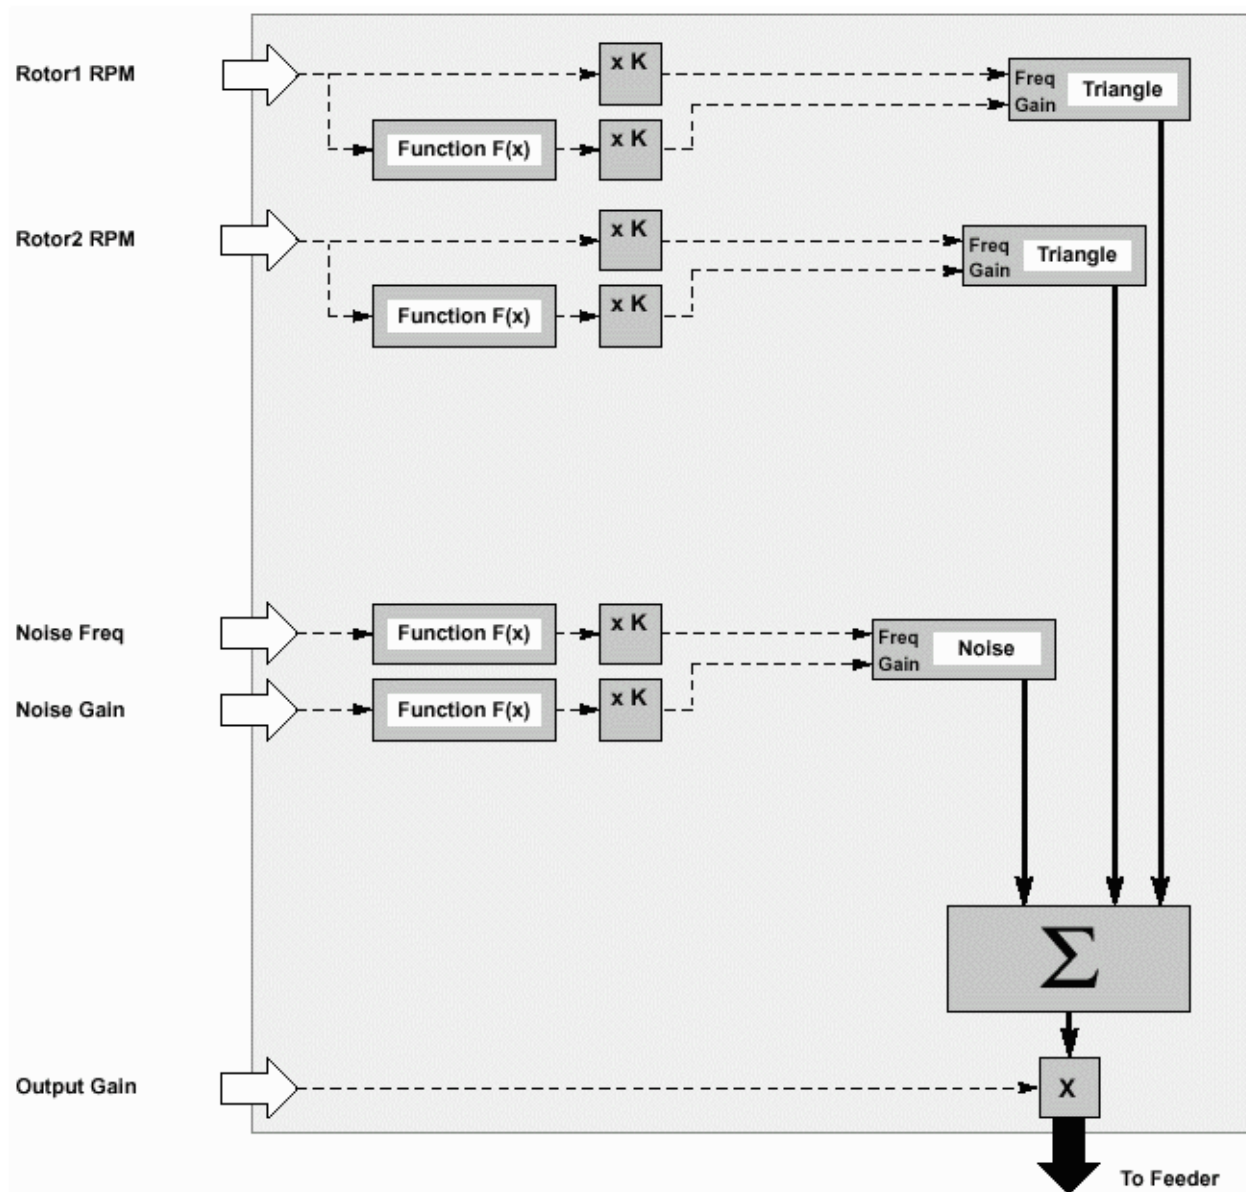 Rotor1 RPM
x K
Freq
Gain
Triangle
Function F(x)
x K
Rotor2 RPM
x K
Freq
Gain
Triangle
Function F(x)
x K
Noise Freq
Function F(x)
x K
Freq
Gain
Noise
Noise Gain
Function F(x)
x K
Σ
Output Gain
X
To Feeder